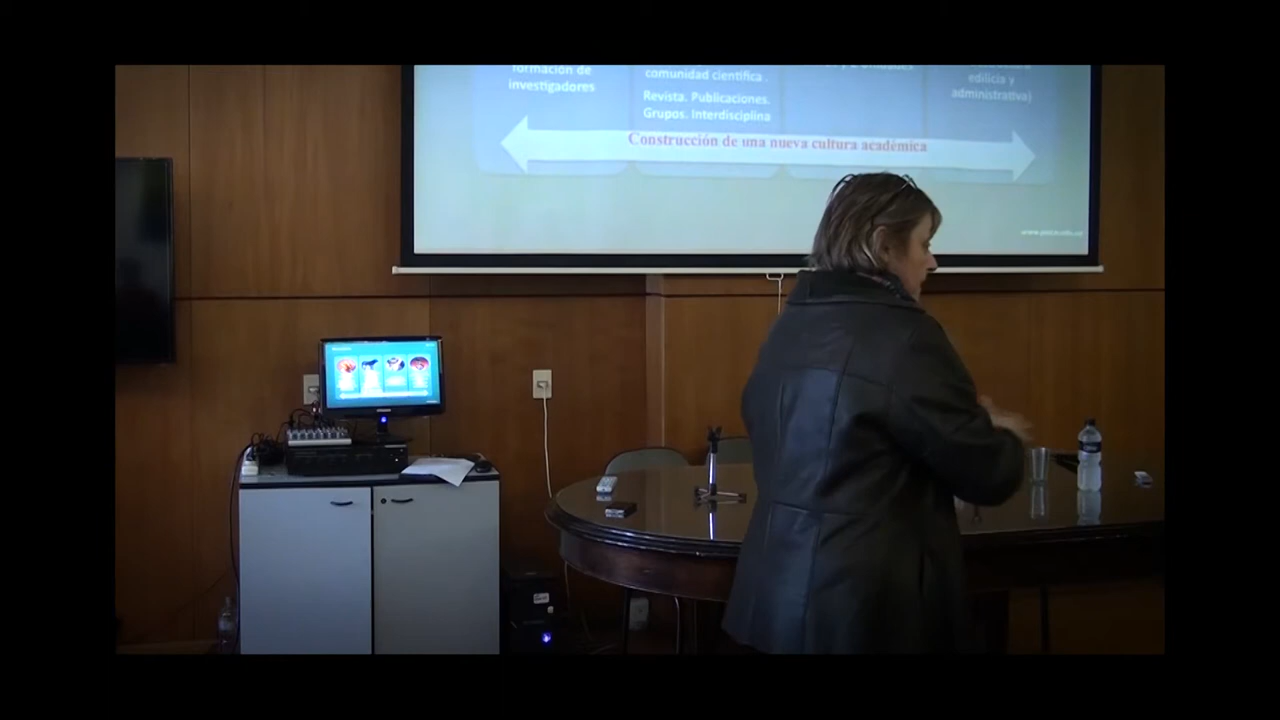 formación de
investigadores
comunidad científica .
Revista. Publicaciones.
Grupos. Interdisciplina
edilicia y
administrativa)
Construcción de una nueva cultura académica